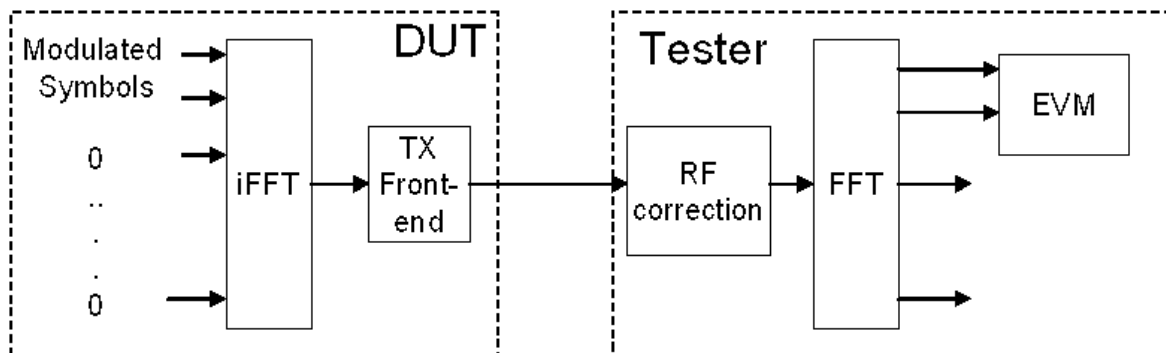 DUT
Modulated
Symbols
0
..
.
.
0
iFFT
TX
Front-
end
Tester
RF
correction
FFT
EVM